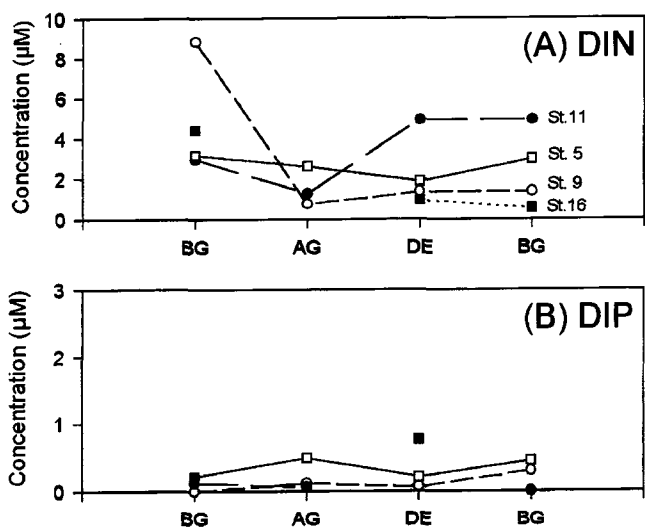 (A) DIN
Concentration (µM)
10
8
6
4
2
0
St.11
St. 5
St. 9
St.16
BG AG DE BG
(B) DIP
Concentration (µM)
3
2
1
0
BG AG DE BG